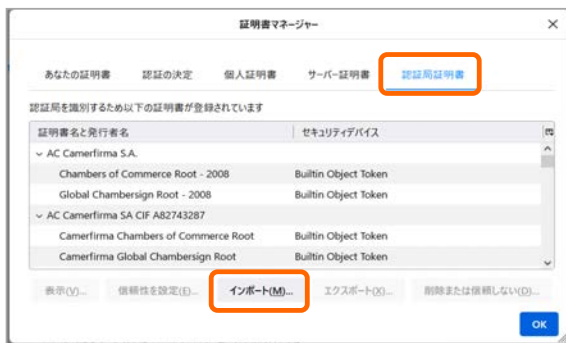 証明書マネージャー
あなたの証明書 認証の決定 個人証明書 サーバー証明書 認証局証明書
認証局を識別するため以下の証明書が登録されています
証明書名と発行者名 セキュリティデバイス
AC Camerfirma S.A.
Chambers of Commerce Root - 2008 Builtin Object Token
Global Chambersign Root - 2008 Builtin Object Token
AC Camerfirma SA CIF A82743287
Camerfirma Chambers of Commerce Root Builtin Object Token
Camerfirma Global Chambersign Root Builtin Object Token
表示(V)... 信頼性を設定(E)... インポート(M)... エクスポート(X)... 削除または信頼しない(D)...
OK